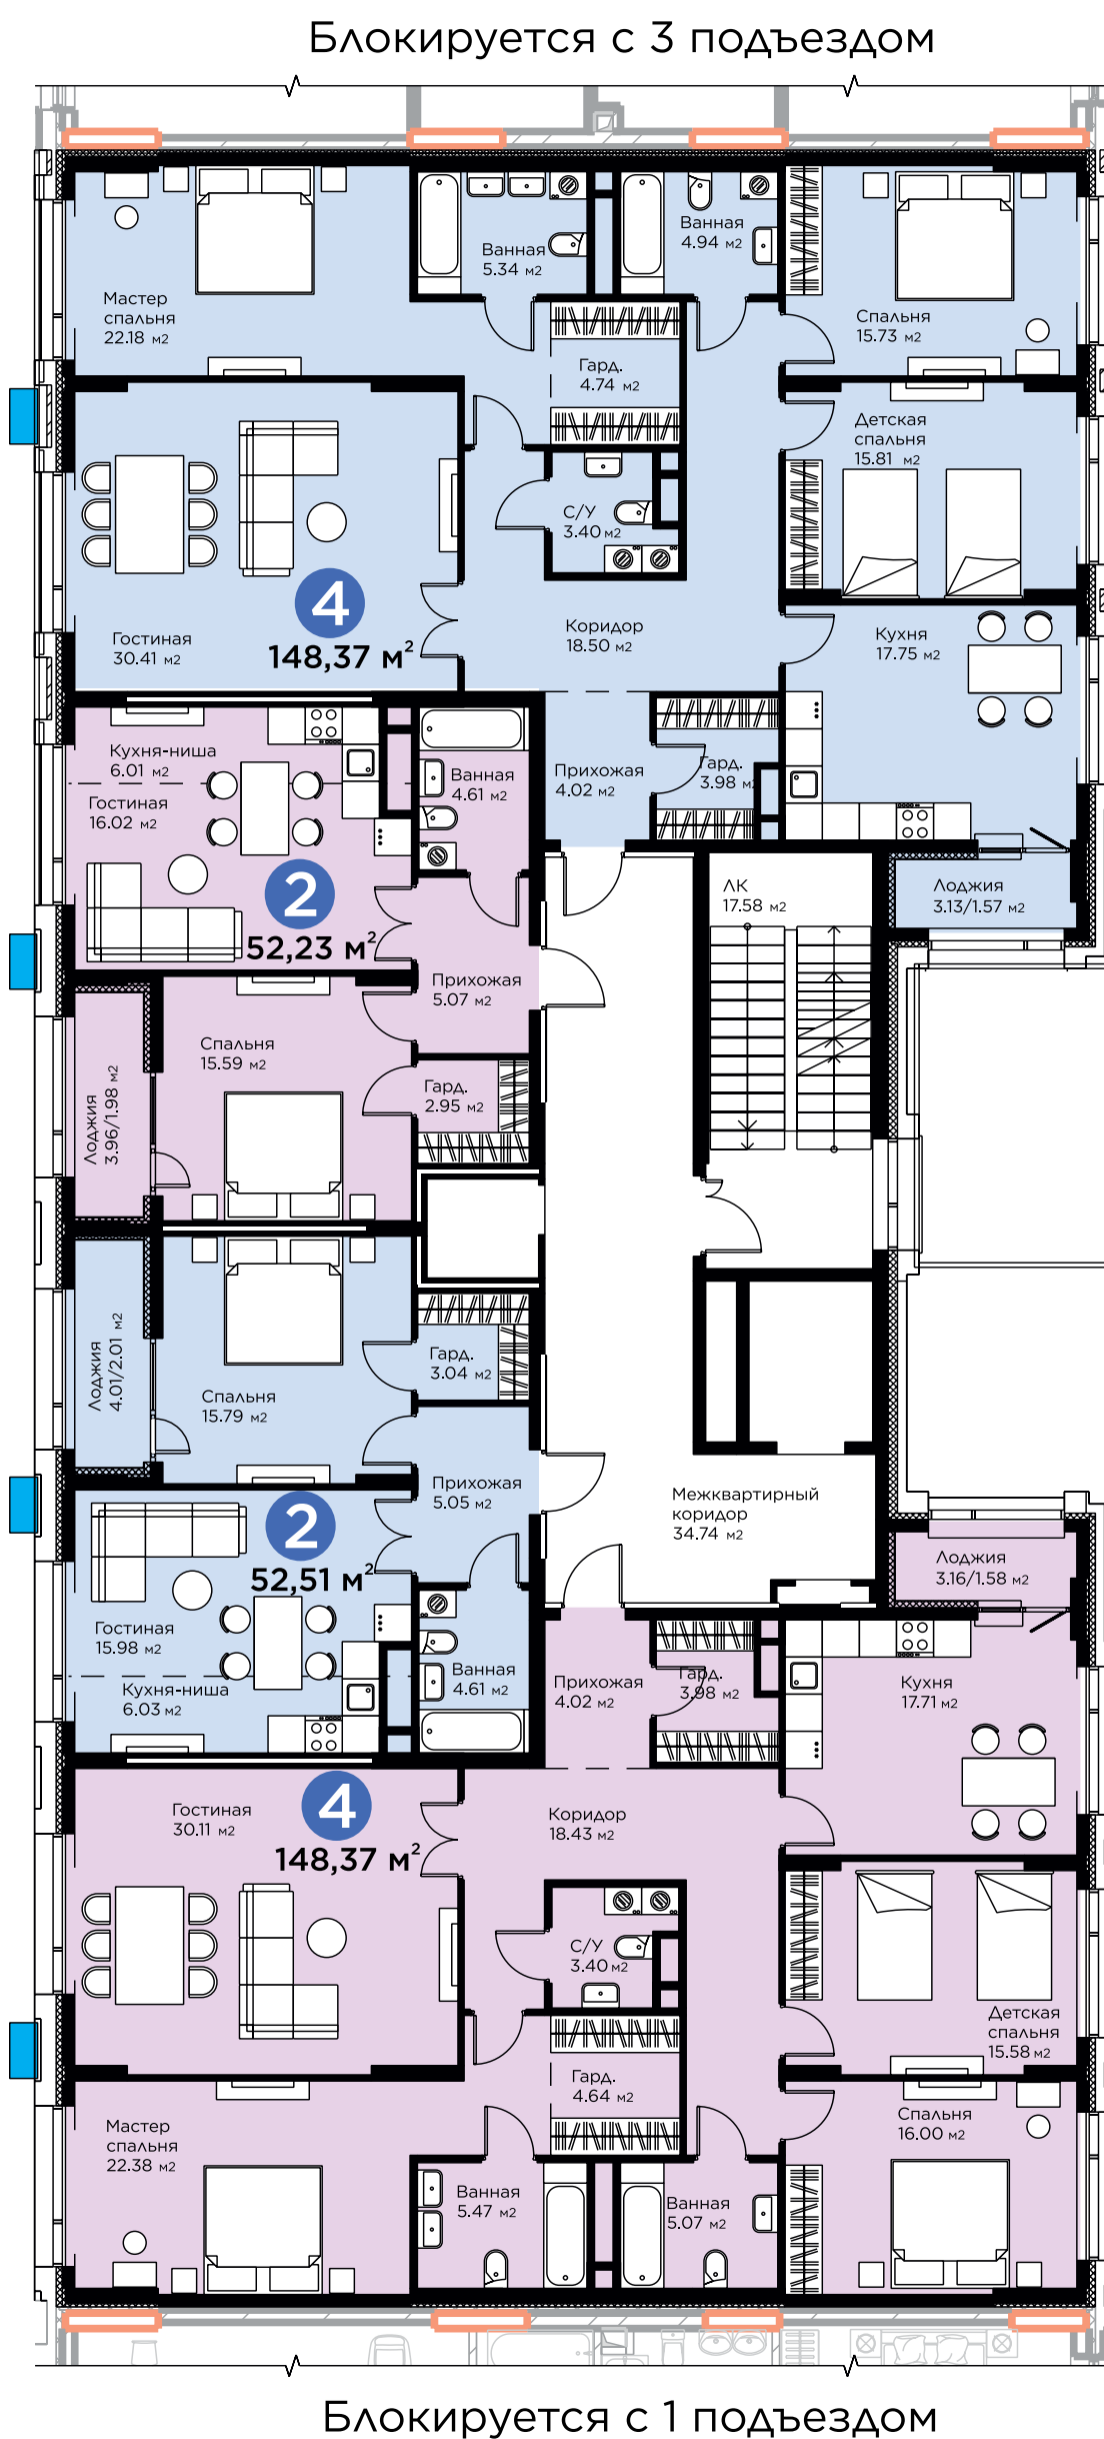 Блокируется с 3 подъездом
Ванная
5.34 м2
Ванная
4.94 м2
Мастер
спальня
22.18 м2
Спальня
15.73 м2
Гард.
4.74 м2
Детская
спальня
15.81 м2
С/У
3.40 м2
4
148,37 м²
Гостиная
30.41 м2
Коридор
18.50 м2
Кухня
17.75 м2
Кухня-ниша
6.01 м2
Гостиная
16.02 м2
Ванная
4.61 м2
Прихожая
4.02 м2
Гард.
3.98 м2
2
52,23 м²
ЛК
17.58 м2
Лоджия
3.13/1.57 м2
Прихожая
5.07 м2
Спальня
15.59 м2
Гард.
2.95 м2
Лоджия
3.96/1.98 м2
Лоджия
4.01/2.01 м2
Гард.
3.04 м2
Спальня
15.79 м2
Прихожая
5.05 м2
Межквартирный
коридор
34.74 м2
2
52,51 м²
Лоджия
3.16/1.58 м2
Гостиная
15.98 м2
Кухня-ниша
6.03 м2
Ванная
4.61 м2
Прихожая
4.02 м2
Гард.
3.98 м2
Кухня
17.71 м2
Гостиная
30.11 м2
4
148,37 м²
Коридор
18.43 м2
С/У
3.40 м2
Детская
спальня
15.58 м2
Гард.
4.64 м2
Мастер
спальня
22.38 м2
Спальня
16.00 м2
Ванная
5.47 м2
Ванная
5.07 м2
Блокируется с 1 подъездом